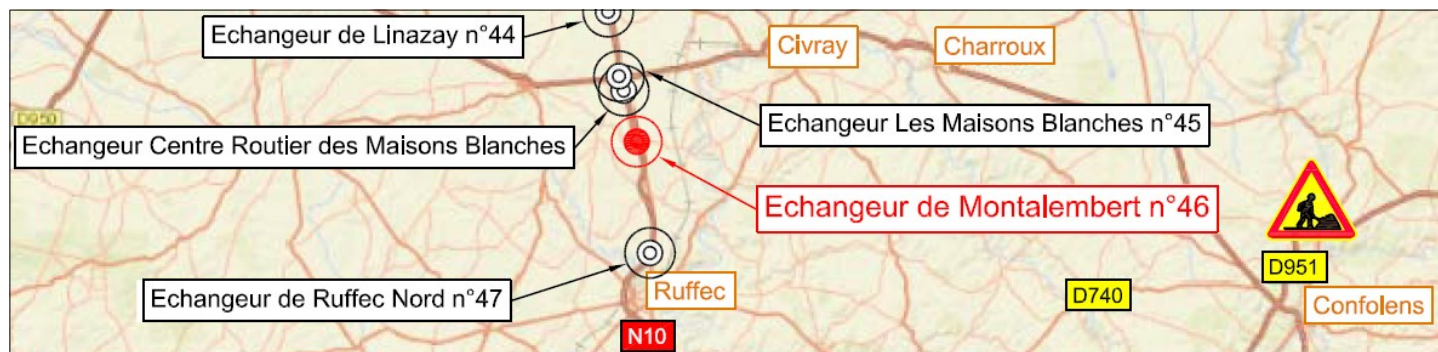 Echangeur de Linazay n°44
Civray
Charroux
D950
Echangeur Centre Routier des Maisons Blanches
Echangeur Les Maisons Blanches n°45
Echangeur de Montalembert n°46
Echangeur de Ruffec Nord n°47
Ruffec
D740
D951
Confolens
N10